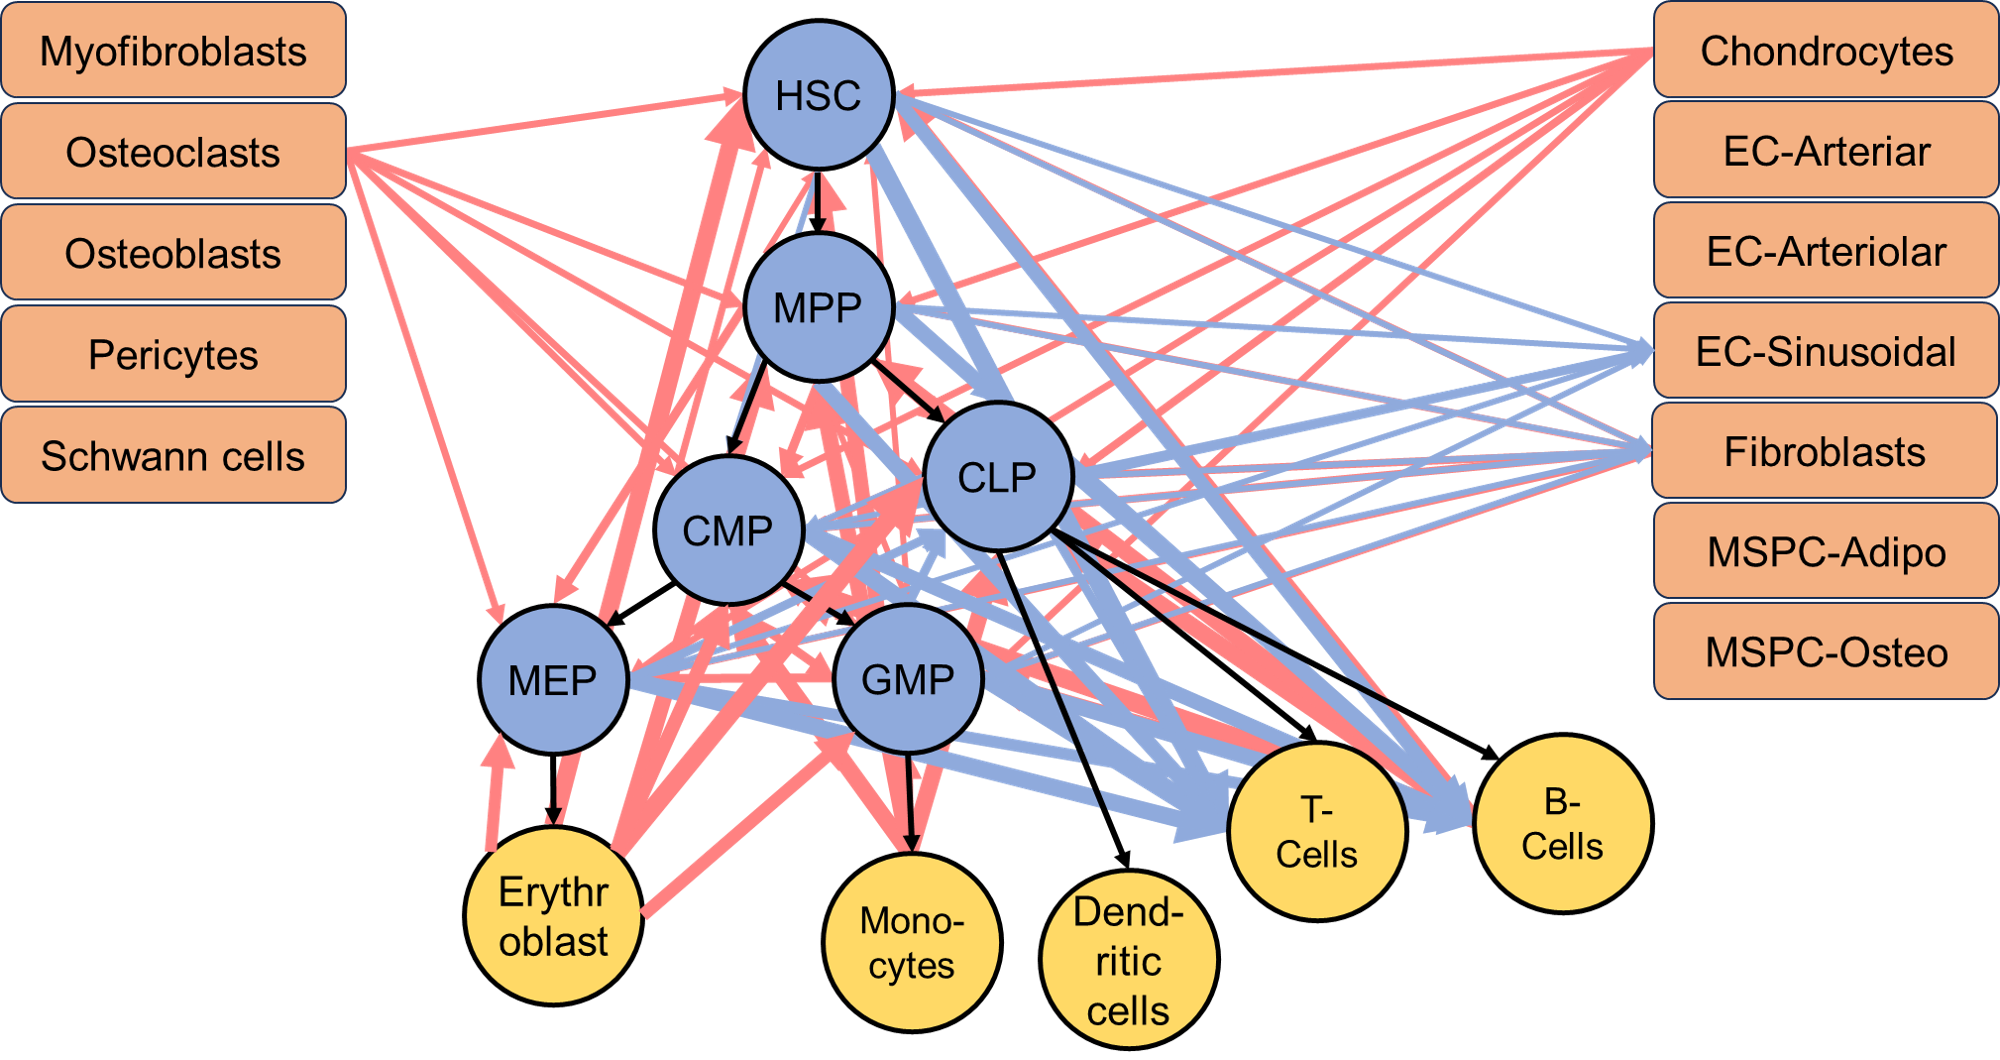 Myofibroblasts
Osteoclasts
Osteoblasts
Pericytes
Schwann cells
HSC
MPP
CMP
CLP
MEP
GMP
Erythr
oblast
Mono-
cytes
Dend-
ritic
cells
T-
Cells
B-
Cells
Chondrocytes
EC-Arteriar
EC-Arteriolar
EC-Sinusoidal
Fibroblasts
MSPC-Adipo
MSPC-Osteo